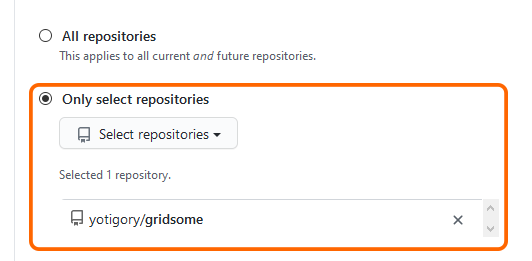 All repositories
This applies to all current and future repositories.
Only select repositories
Select repositories
Selected 1 repository.
yotigory/gridsome